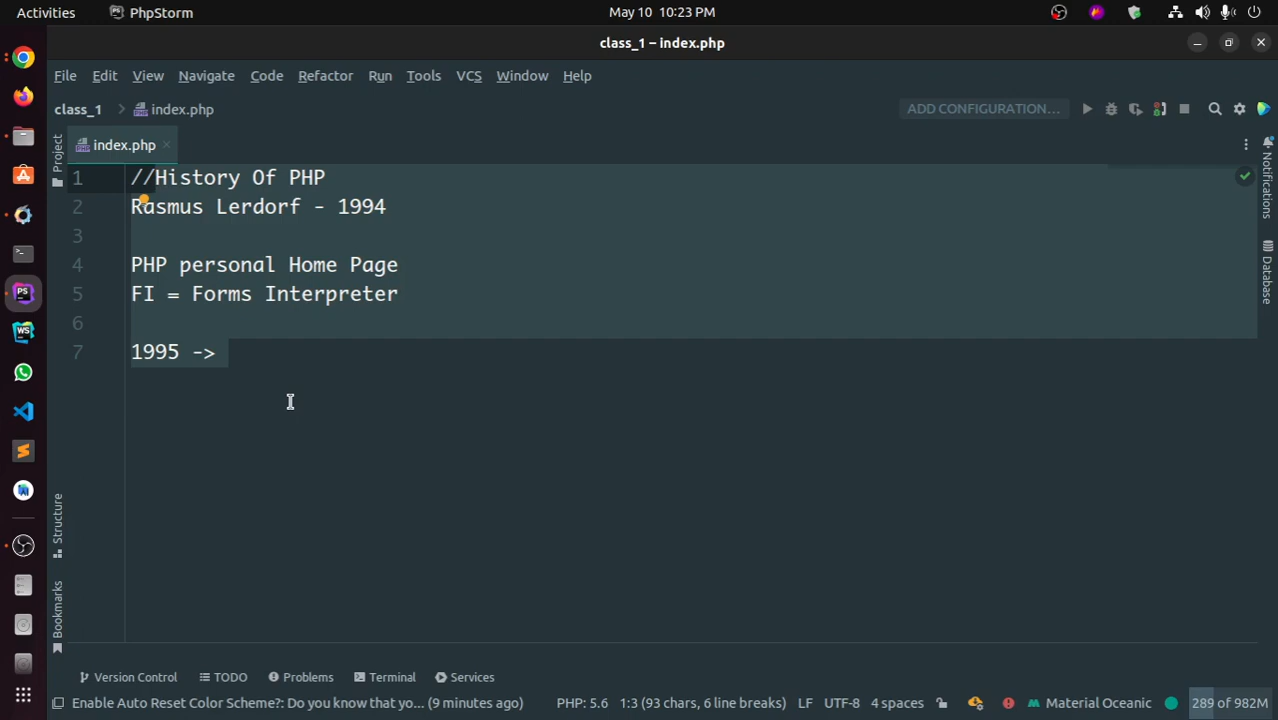 Activities PhpStorm May 10 10:23 PM
class_1 – index.php
File Edit View Navigate Code Refactor Run Tools VCS Window Help
class_1 index.php ADD CONFIGURATION...
Project
index.php
Notifications
Database
1 //History Of PHP
2 Rasmus Lerdorf - 1994
3
4 PHP personal Home Page
5 FI = Forms Interpreter
6
7 1995 ->
Structure
Bookmarks
Version Control TODO Problems Terminal Services
Enable Auto Reset Color Scheme?: Do you know that yo... (9 minutes ago) PHP: 5.6 1:3 (93 chars, 6 line breaks) LF UTF-8 4 spaces Material Oceanic 289 of 982M